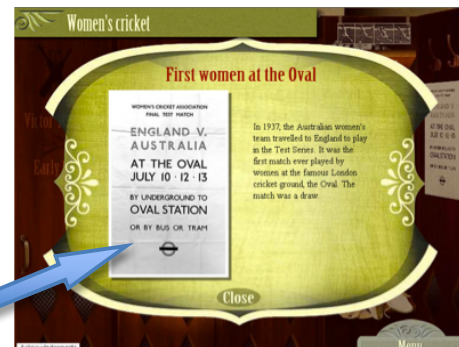 Women's cricket
First women at the Oval
WOMEN'S CRICKET ASSOCIATION
FINAL TEST MATCH
ENGLAND V.
AUSTRALIA
AT THE OVAL
JULY 10 · 12 · 13
BY UNDERGROUND TO
OVAL STATION
OR BY BUS OR TRAM
In 1937, the Australian women's
team travelled to England to play
in the Test Series. It was the
first match ever played by
women at the famous London
cricket ground, the Oval. The
match was a draw.
Close
Menu